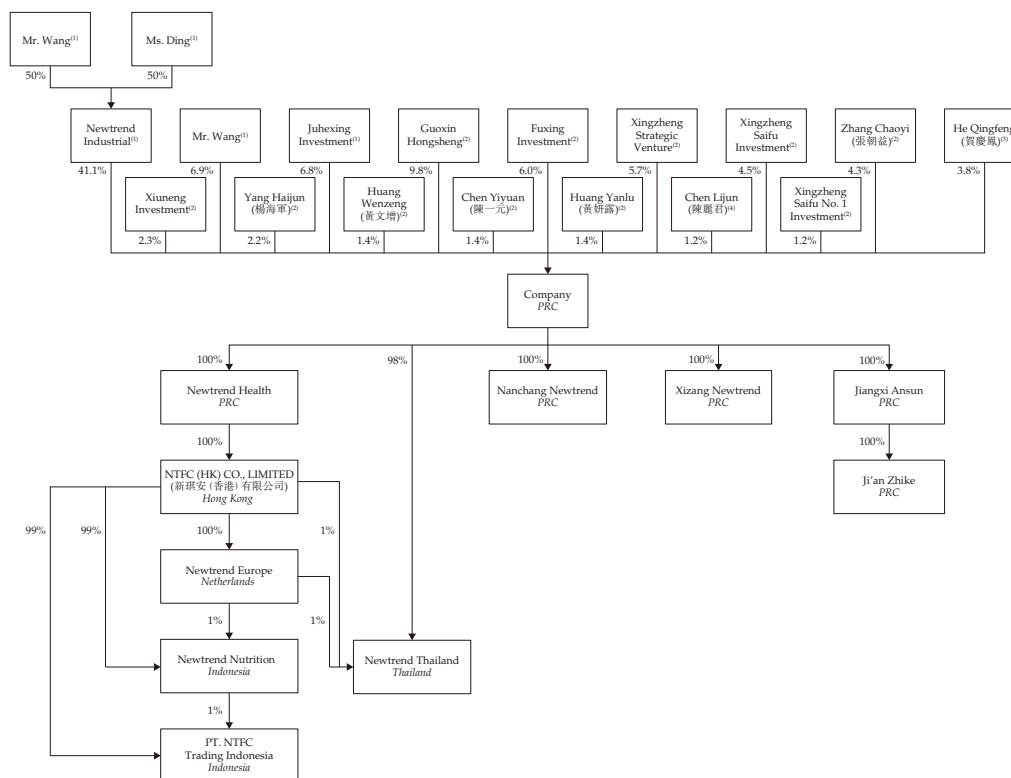 Mr. Wang(1)
Ms. Ding(1)
50%
50%
Newtrend
Industrial(1)
Mr. Wang(1)
Juhexing
Investment(1)
Guoxin
Hongsheng(2)
Fuxing
Investment(2)
Xingzheng
Strategic
Venture(2)
Xingzheng
Saifu
Investment(2)
Zhang Chaoyi
(張朝益)(2)
He Qingfeng
(賀慶鳳)(3)
41.1%
6.9%
6.8%
9.8%
6.0%
5.7%
4.5%
4.3%
3.8%
Xiuneng
Investment(2)
Yang Haijun
(楊海軍)(2)
Huang
Wenzeng
(黃文增)(2)
Chen Yiyuan
(陳一元)(2)
Huang Yanlu
(黃妍露)(2)
Chen Lijun
(陳麗君)(4)
Xingzheng
Saifu No. 1
Investment(2)
2.3%
2.2%
1.4%
1.4%
1.4%
1.2%
1.2%
Company
PRC
100%
98%
100%
100%
100%
Newtrend Health
PRC
Nanchang Newtrend
PRC
Xizang Newtrend
PRC
Jiangxi Ansun
PRC
100%
100%
NTFC (HK) CO., LIMITED
(新琪安(香港)有限公司)
Hong Kong
Ji'an Zhike
PRC
99%
99%
100%
1%
Newtrend Europe
Netherlands
1%
1%
Newtrend Nutrition
Indonesia
Newtrend Thailand
Thailand
1%
PT. NTFC
Trading Indonesia
Indonesia